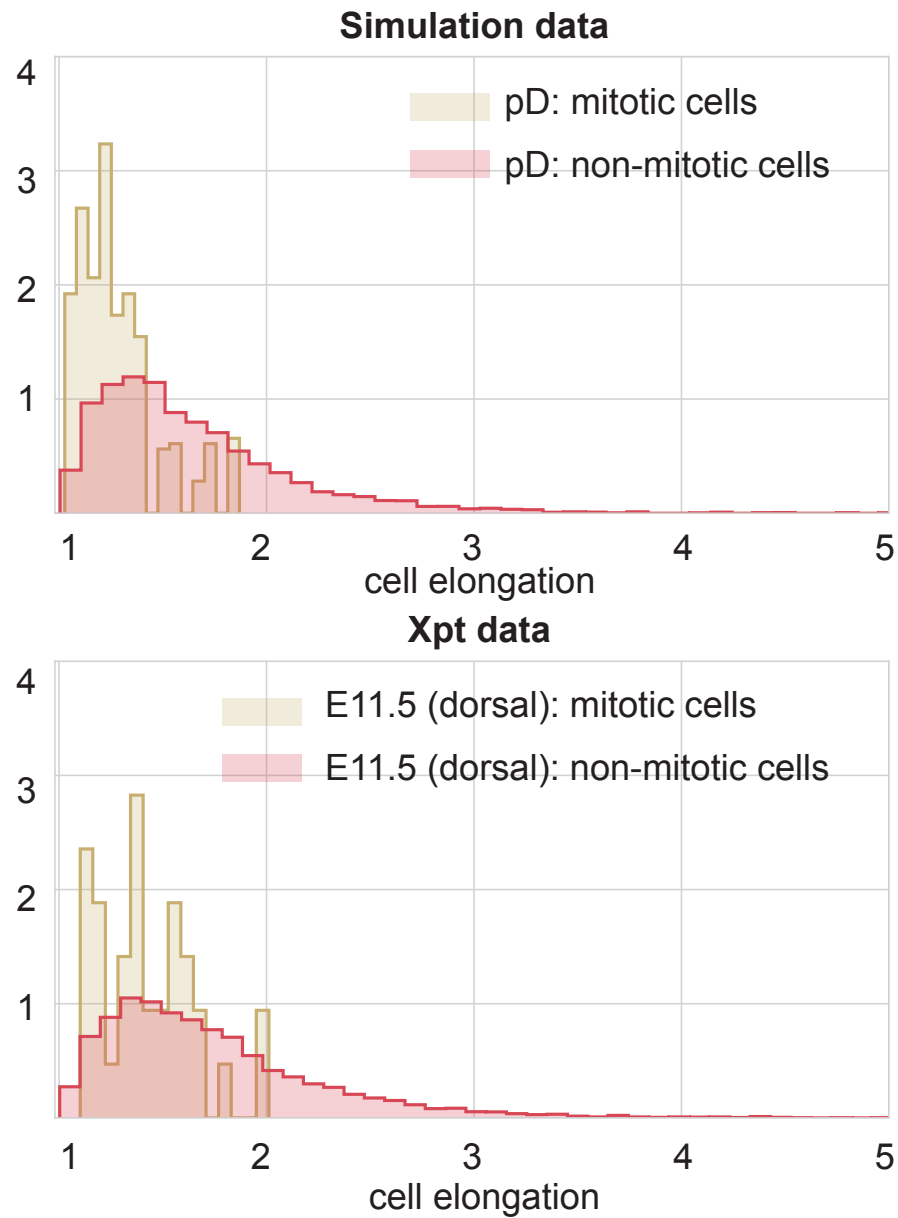 Simulation data
4
pD: mitotic cells
3
pD: non-mitotic cells
2
1
1 2 3 4 5
cell elongation
Xpt data
4
E11.5 (dorsal): mitotic cells
3
E11.5 (dorsal): non-mitotic cells
2
1
1 2 3 4 5
cell elongation